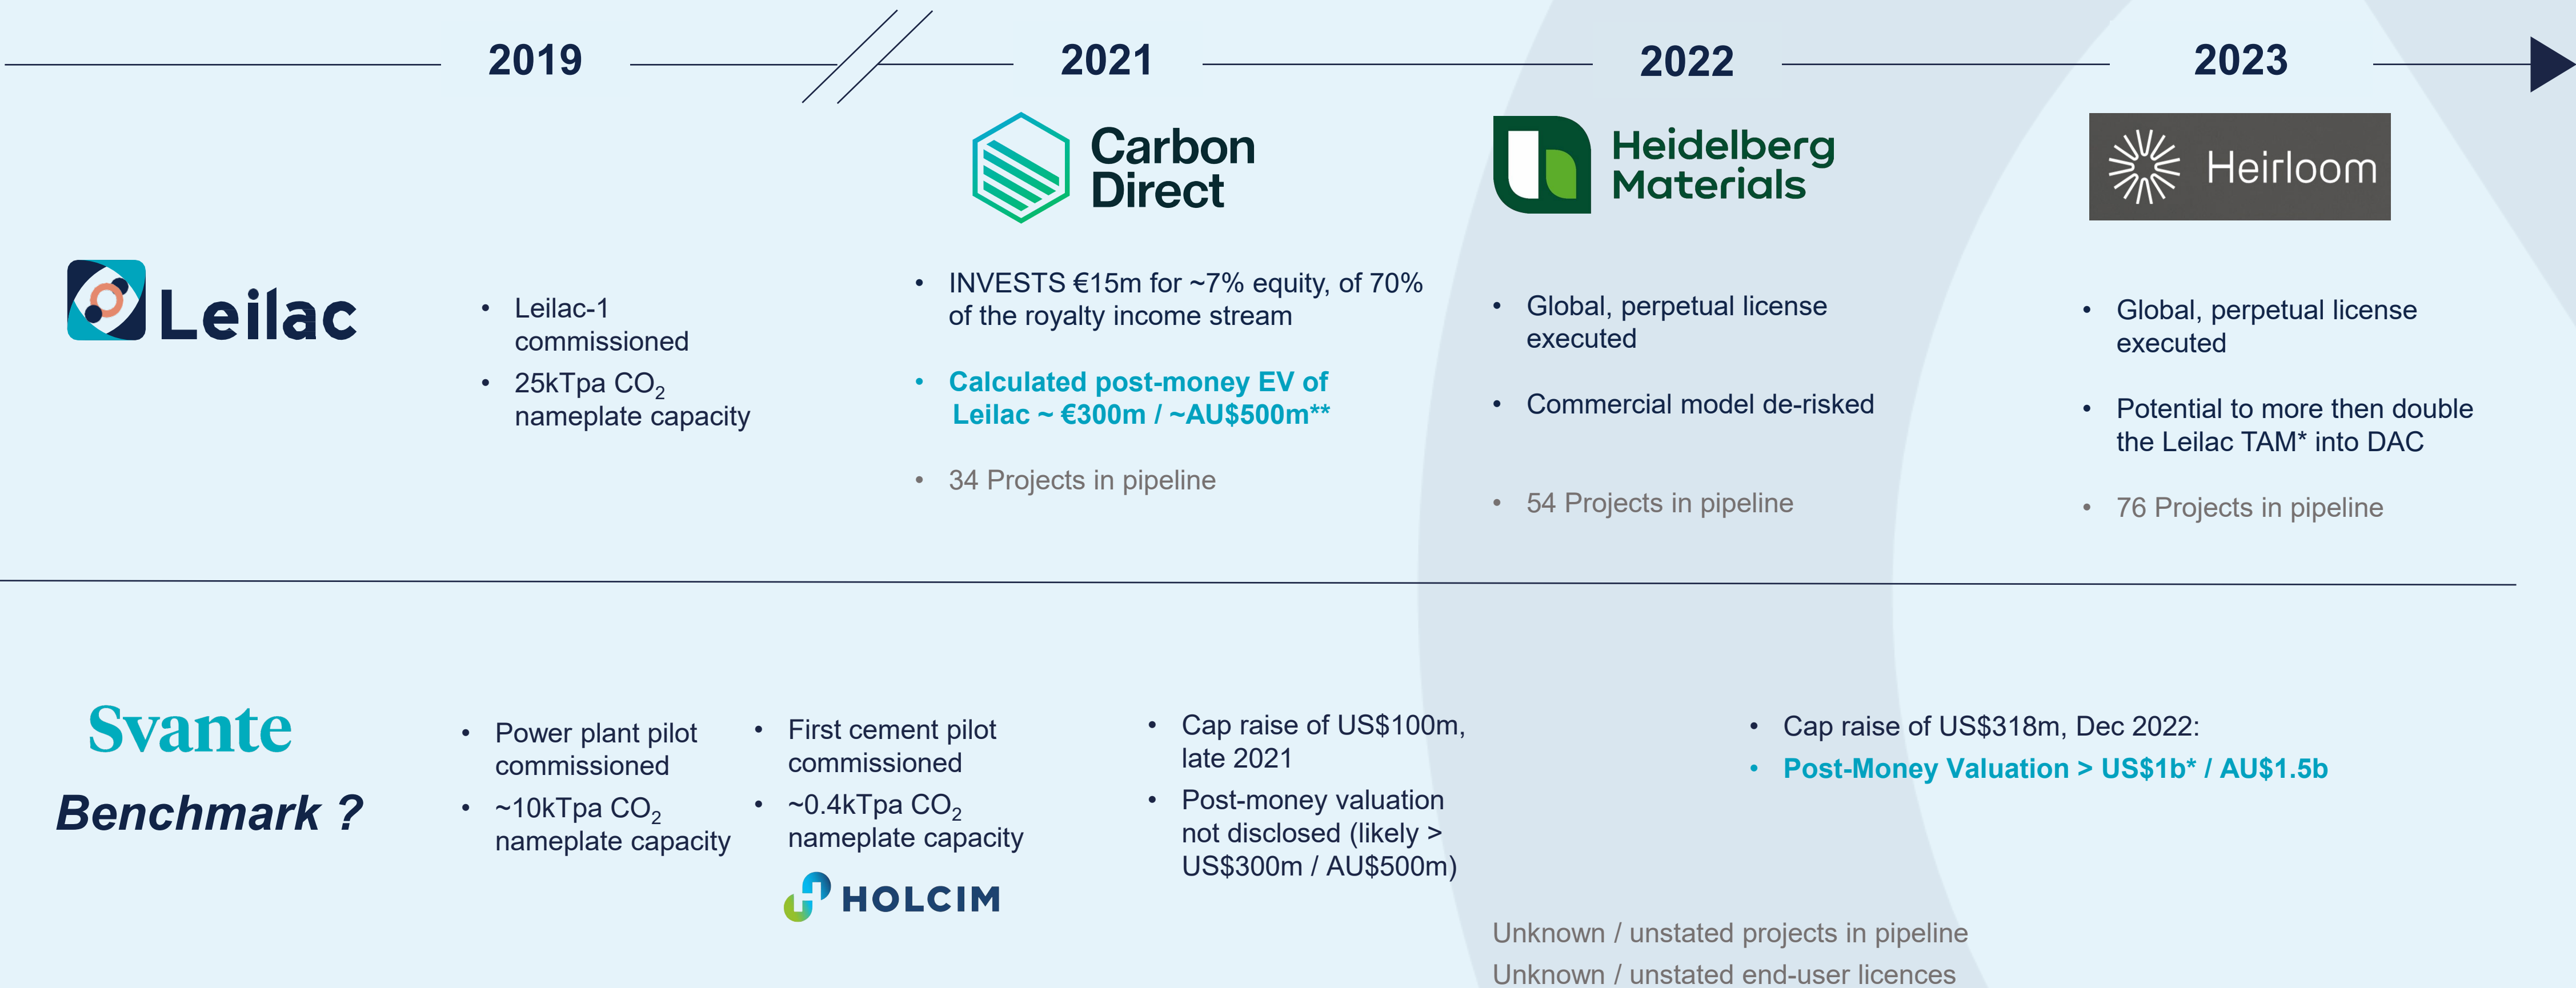 2019
2021
2022
2023
Carbon
Direct
Heidelberg
Materials
Heirloom
Leilac
• Leilac-1
commissioned
• 25kTpa CO₂
nameplate capacity
• INVESTS €15m for ~7% equity, of 70%
of the royalty income stream
• Calculated post-money EV of
Leilac ~ €300m / ~AU$500m**
• 34 Projects in pipeline
• Global, perpetual license
executed
• Commercial model de-risked
• 54 Projects in pipeline
• Global, perpetual license
executed
• Potential to more then double
the Leilac TAM* into DAC
• 76 Projects in pipeline
Svante
Benchmark ?
• Power plant pilot
commissioned
• ~10kTpa CO₂
nameplate capacity
• First cement pilot
commissioned
• ~0.4kTpa CO₂
nameplate capacity
HOLCIM
• Cap raise of US$100m,
late 2021
• Post-money valuation
not disclosed (likely >
US$300m / AU$500m)
• Cap raise of US$318m, Dec 2022:
• Post-Money Valuation > US$1b* / AU$1.5b
Unknown / unstated projects in pipeline
Unknown / unstated end-user licences